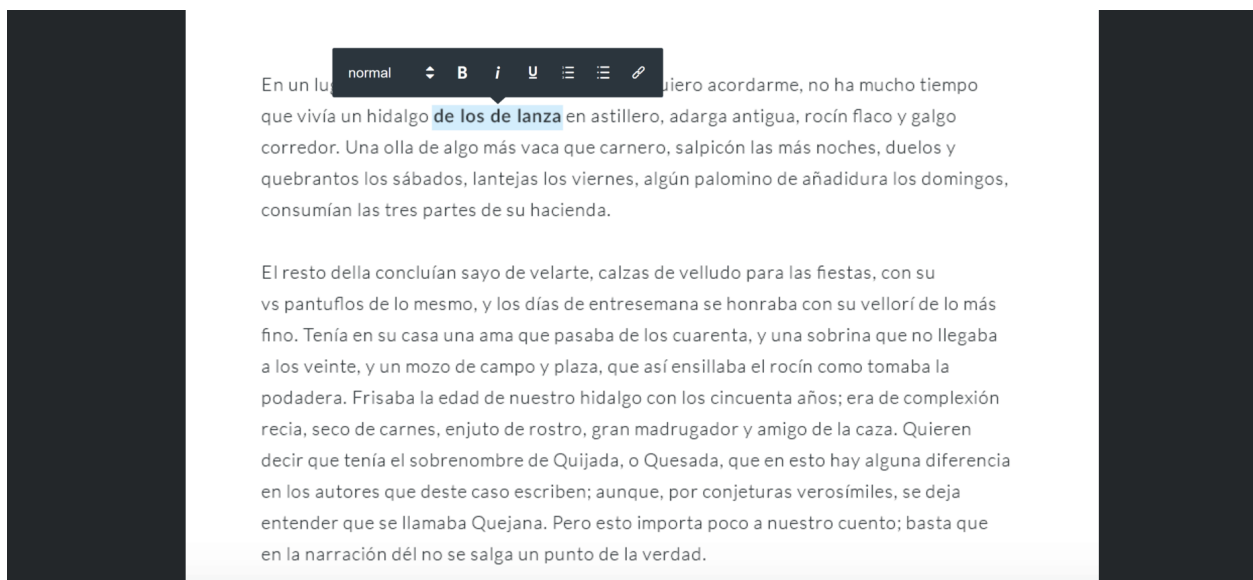 normal B i U
En un lu uiero acordarme, no ha mucho tiempo
que vivía un hidalgo de los de lanza en astillero, adarga antigua, rocín flaco y galgo
corredor. Una olla de algo más vaca que carnero, salpicón las más noches, duelos y
quebrantos los sábados, lantejas los viernes, algún palomino de añadidura los domingos,
consumían las tres partes de su hacienda.
El resto della concluían sayo de velarte, calzas de velludo para las fiestas, con su
vs pantuflos de lo mesmo, y los días de entresemana se honraba con su vellorí de lo más
fino. Tenía en su casa una ama que pasaba de los cuarenta, y una sobrina que no llegaba
a los veinte, y un mozo de campo y plaza, que así ensillaba el rocín como tomaba la
podadera. Frisaba la edad de nuestro hidalgo con los cincuenta años; era de complexión
recia, seco de carnes, enjuto de rostro, gran madrugador y amigo de la caza. Quieren
decir que tenía el sobrenombre de Quijada, o Quesada, que en esto hay alguna diferencia
en los autores que deste caso escriben; aunque, por conjeturas verosímiles, se deja
entender que se llamaba Quejana. Pero esto importa poco a nuestro cuento; basta que
en la narración dél no se salga un punto de la verdad.